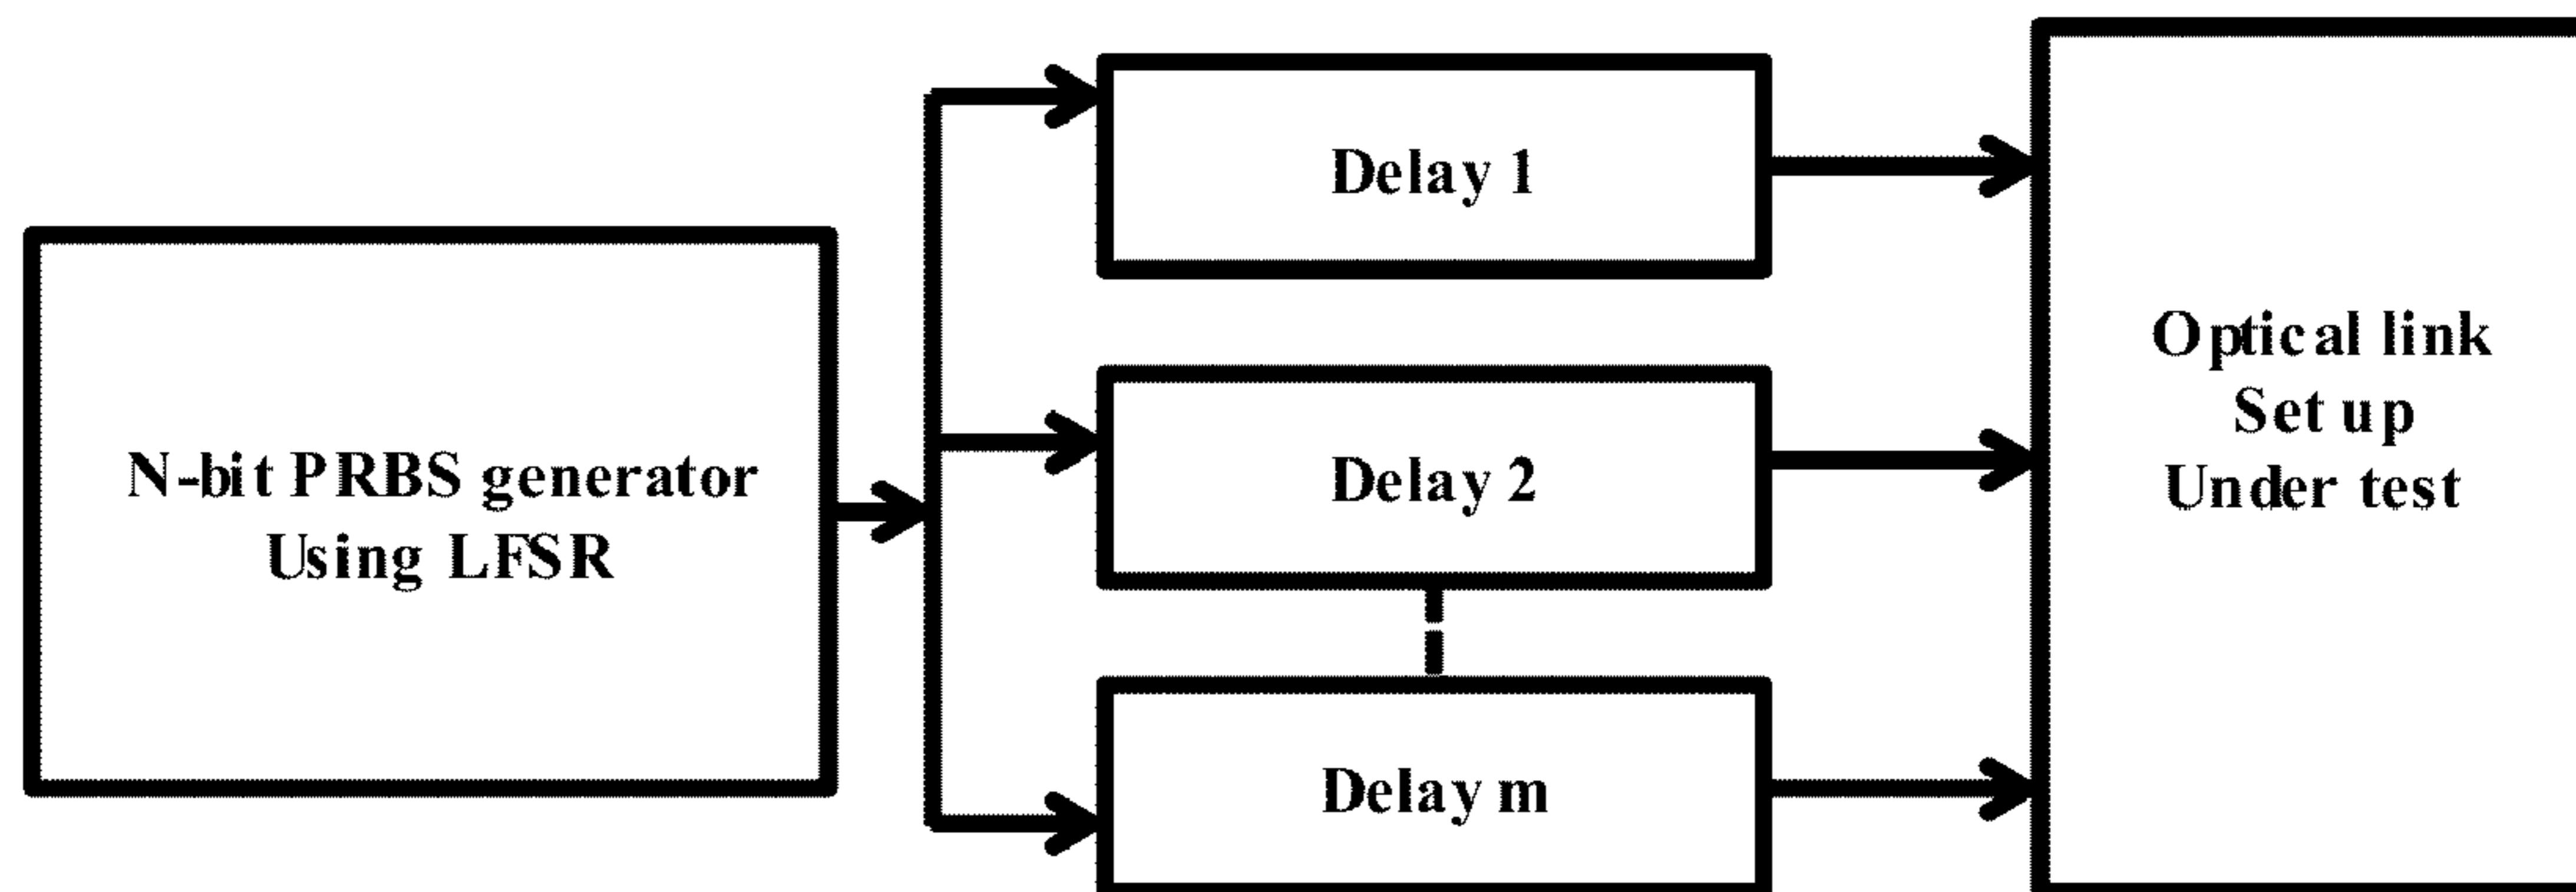 N-bit PRBS generator
Using LFSR
Delay 1
Delay 2
Delay m
Optical link
Set up
Under test